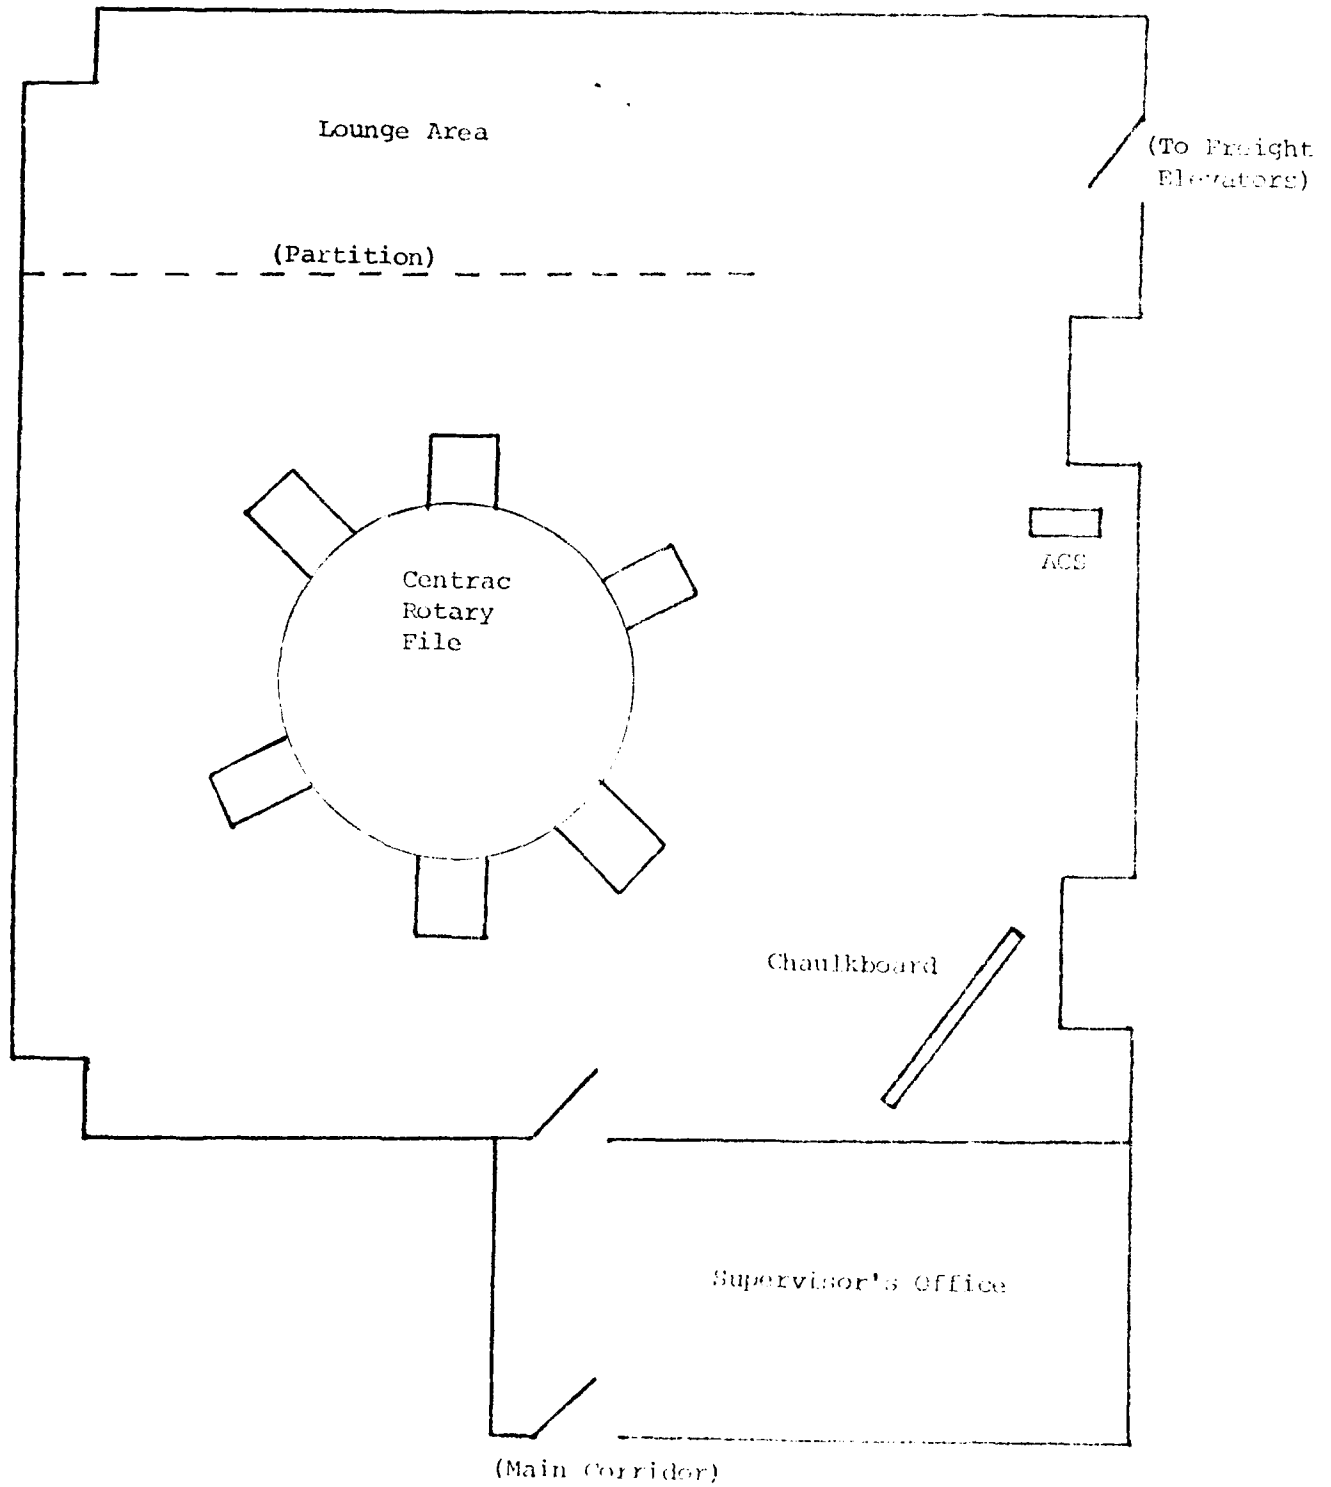 Lounge Area
(To Freight
Elevators)
(Partition)
ACS
Centrac
Rotary
File
Chaulkboard
Supervisor's Office
(Main Corridor)